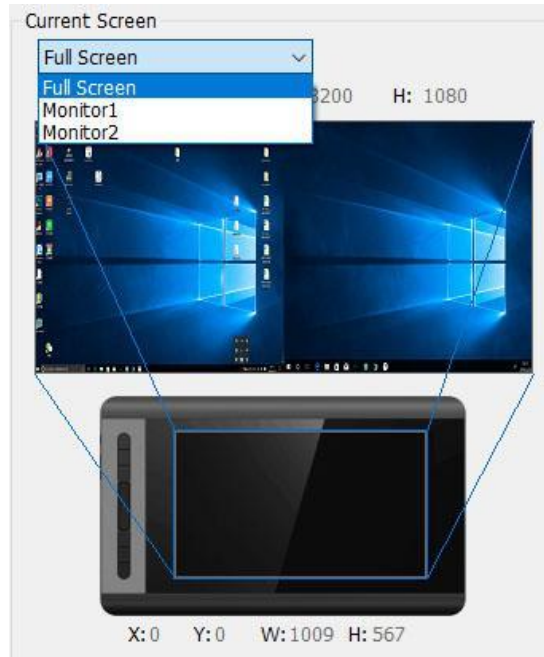 Current Screen
Full Screen
Full Screen
Monitor1
Monitor2
3200 H: 1080
X: 0 Y: 0 W: 1009 H: 567